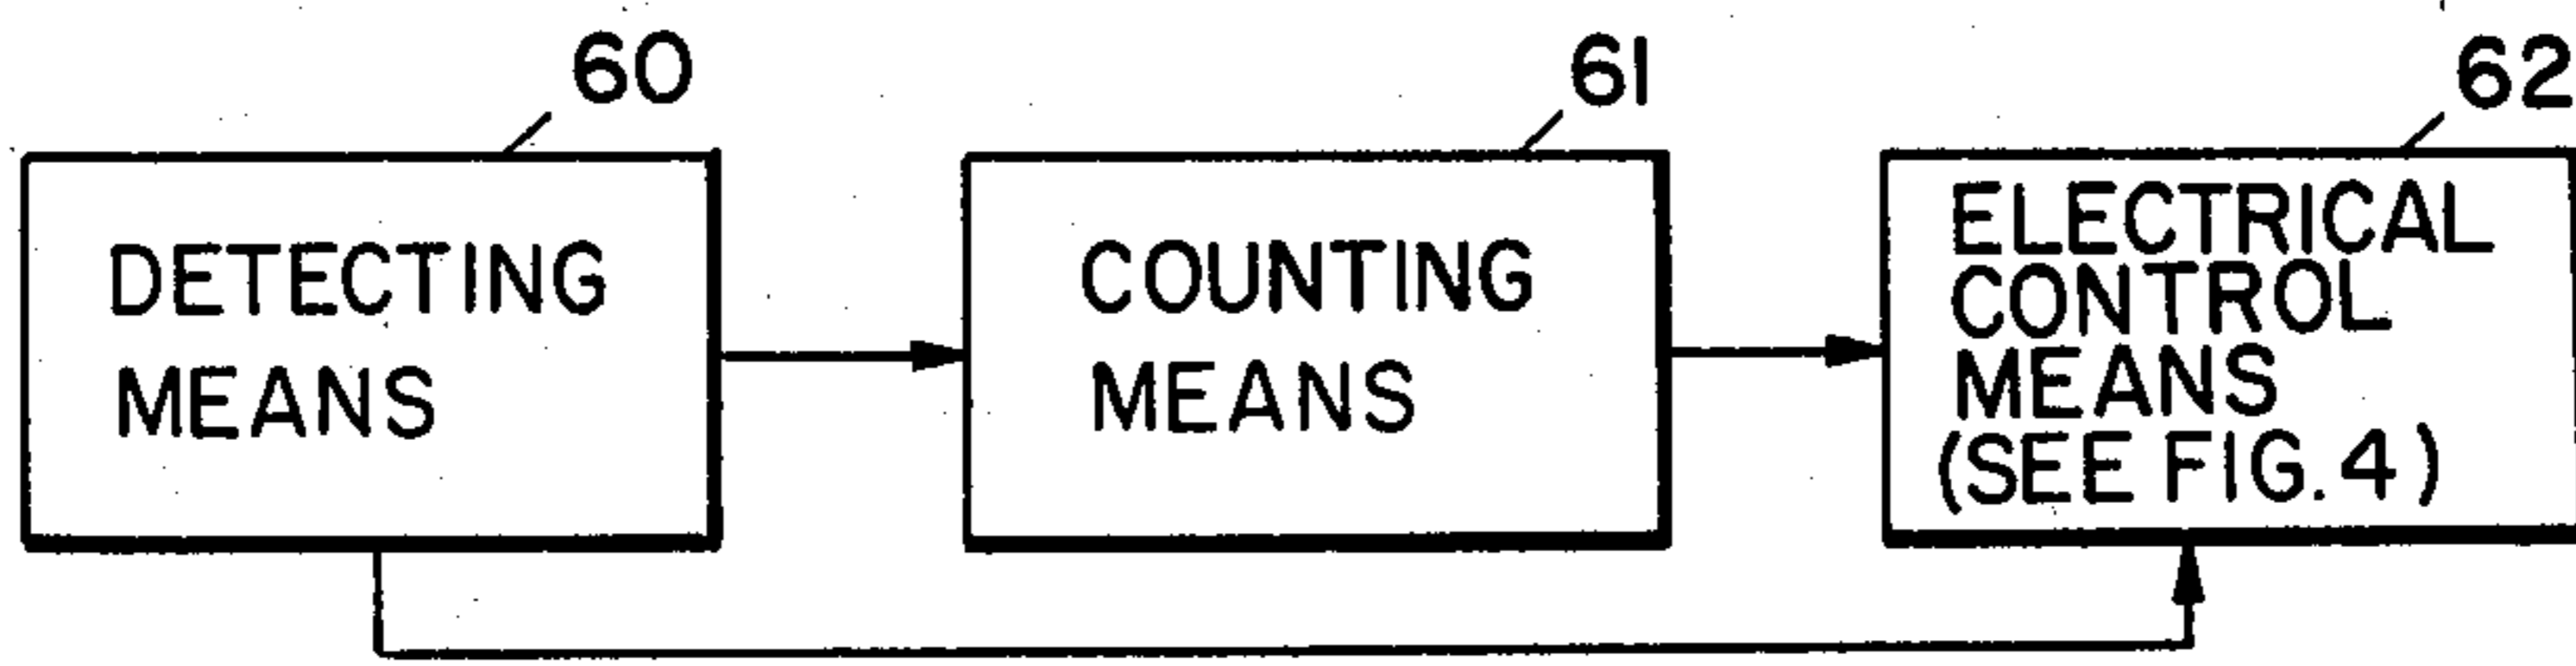 60
61
62
DETECTING
MEANS
COUNTING
MEANS
ELECTRICAL
CONTROL
MEANS
(SEE FIG. 4)